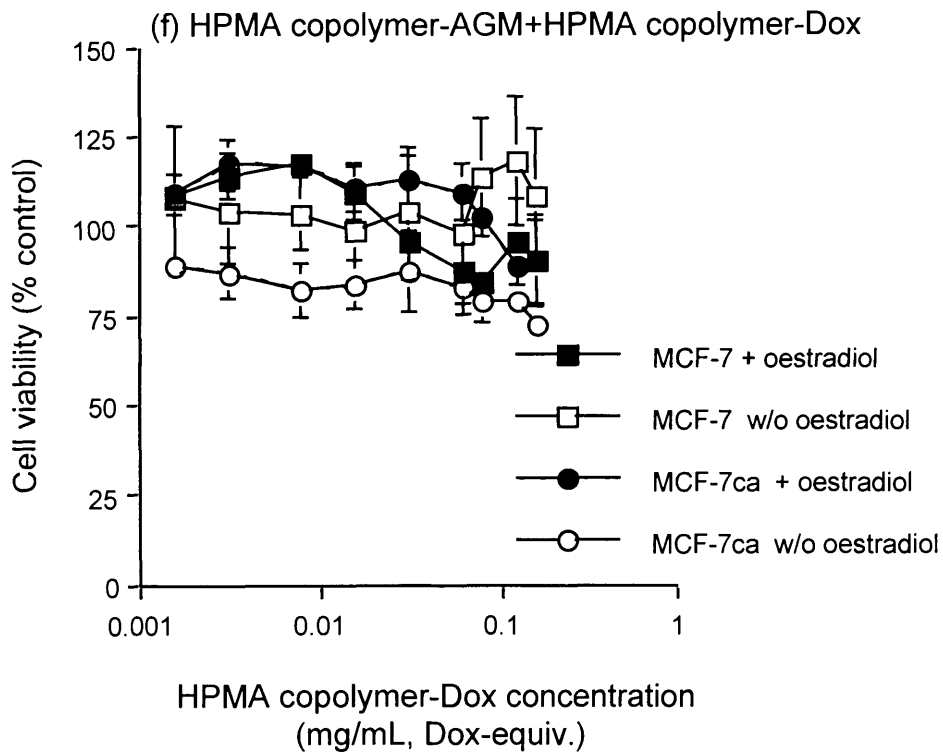 (f) HPMA copolymer-AGM+HPMA copolymer-Dox
150
125
100
75
50
25
0
Cell viability (% control)
MCF-7 + oestradiol
MCF-7 w/o oestradiol
MCF-7ca + oestradiol
MCF-7ca w/o oestradiol
0.001
0.01
0.1
1
HPMA copolymer-Dox concentration
(mg/mL, Dox-equiv.)